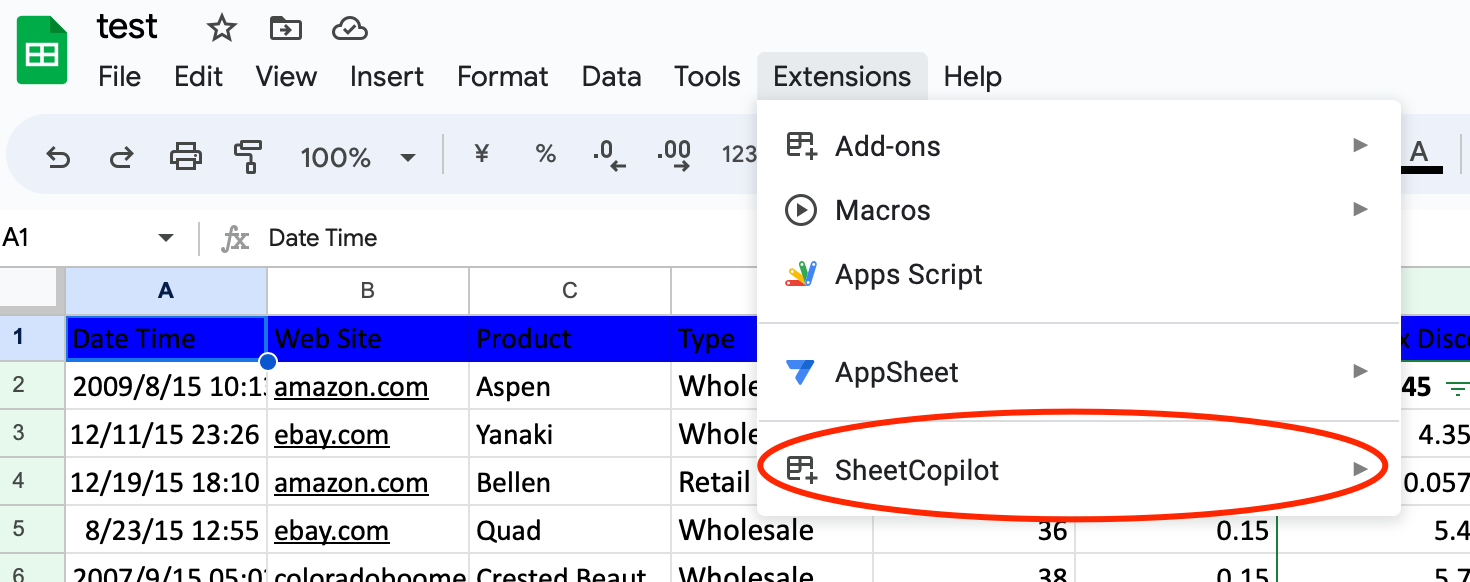 test
File Edit View Insert Format Data Tools Extensions Help
100% ¥ % .0 .00 123 A
Add-ons
Macros
Apps Script
AppSheet
SheetCopilot
A1 fx Date Time
A B C
1 Date Time Web Site Product Type x Disc
2 2009/8/15 10:1 amazon.com Aspen Whole 45
3 12/11/15 23:26 ebay.com Yanaki Whole 4.35
4 12/19/15 18:10 amazon.com Bellen Retail 0.057
5 8/23/15 12:55 ebay.com Quad Wholesale 36 0.15 5.4
6 2007/9/15 05:0 coloradoboome Crested Beaut Wholesale 38 0.15 5.7